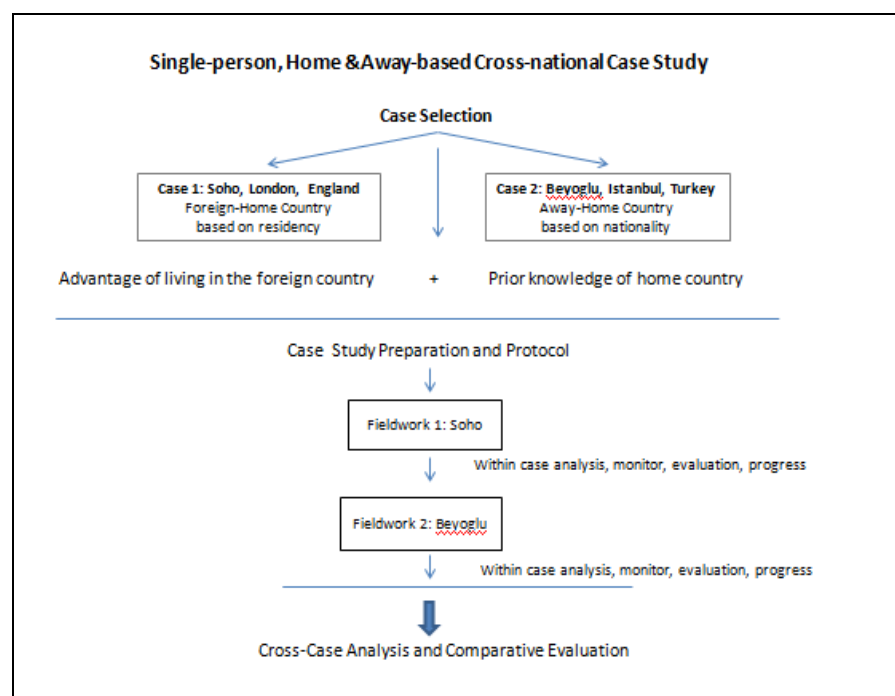 Single-person, Home &Away-based Cross-national Case Study
Case Selection
Case 1: Soho, London, England
Foreign-Home Country
based on residency
Case 2: Beyoglu, Istanbul, Turkey
Away-Home Country
based on nationality
Advantage of living in the foreign country + Prior knowledge of home country
Case Study Preparation and Protocol
Fieldwork 1: Soho
Within case analysis, monitor, evaluation, progress
Fieldwork 2: Beyoglu
Within case analysis, monitor, evaluation, progress
Cross-Case Analysis and Comparative Evaluation